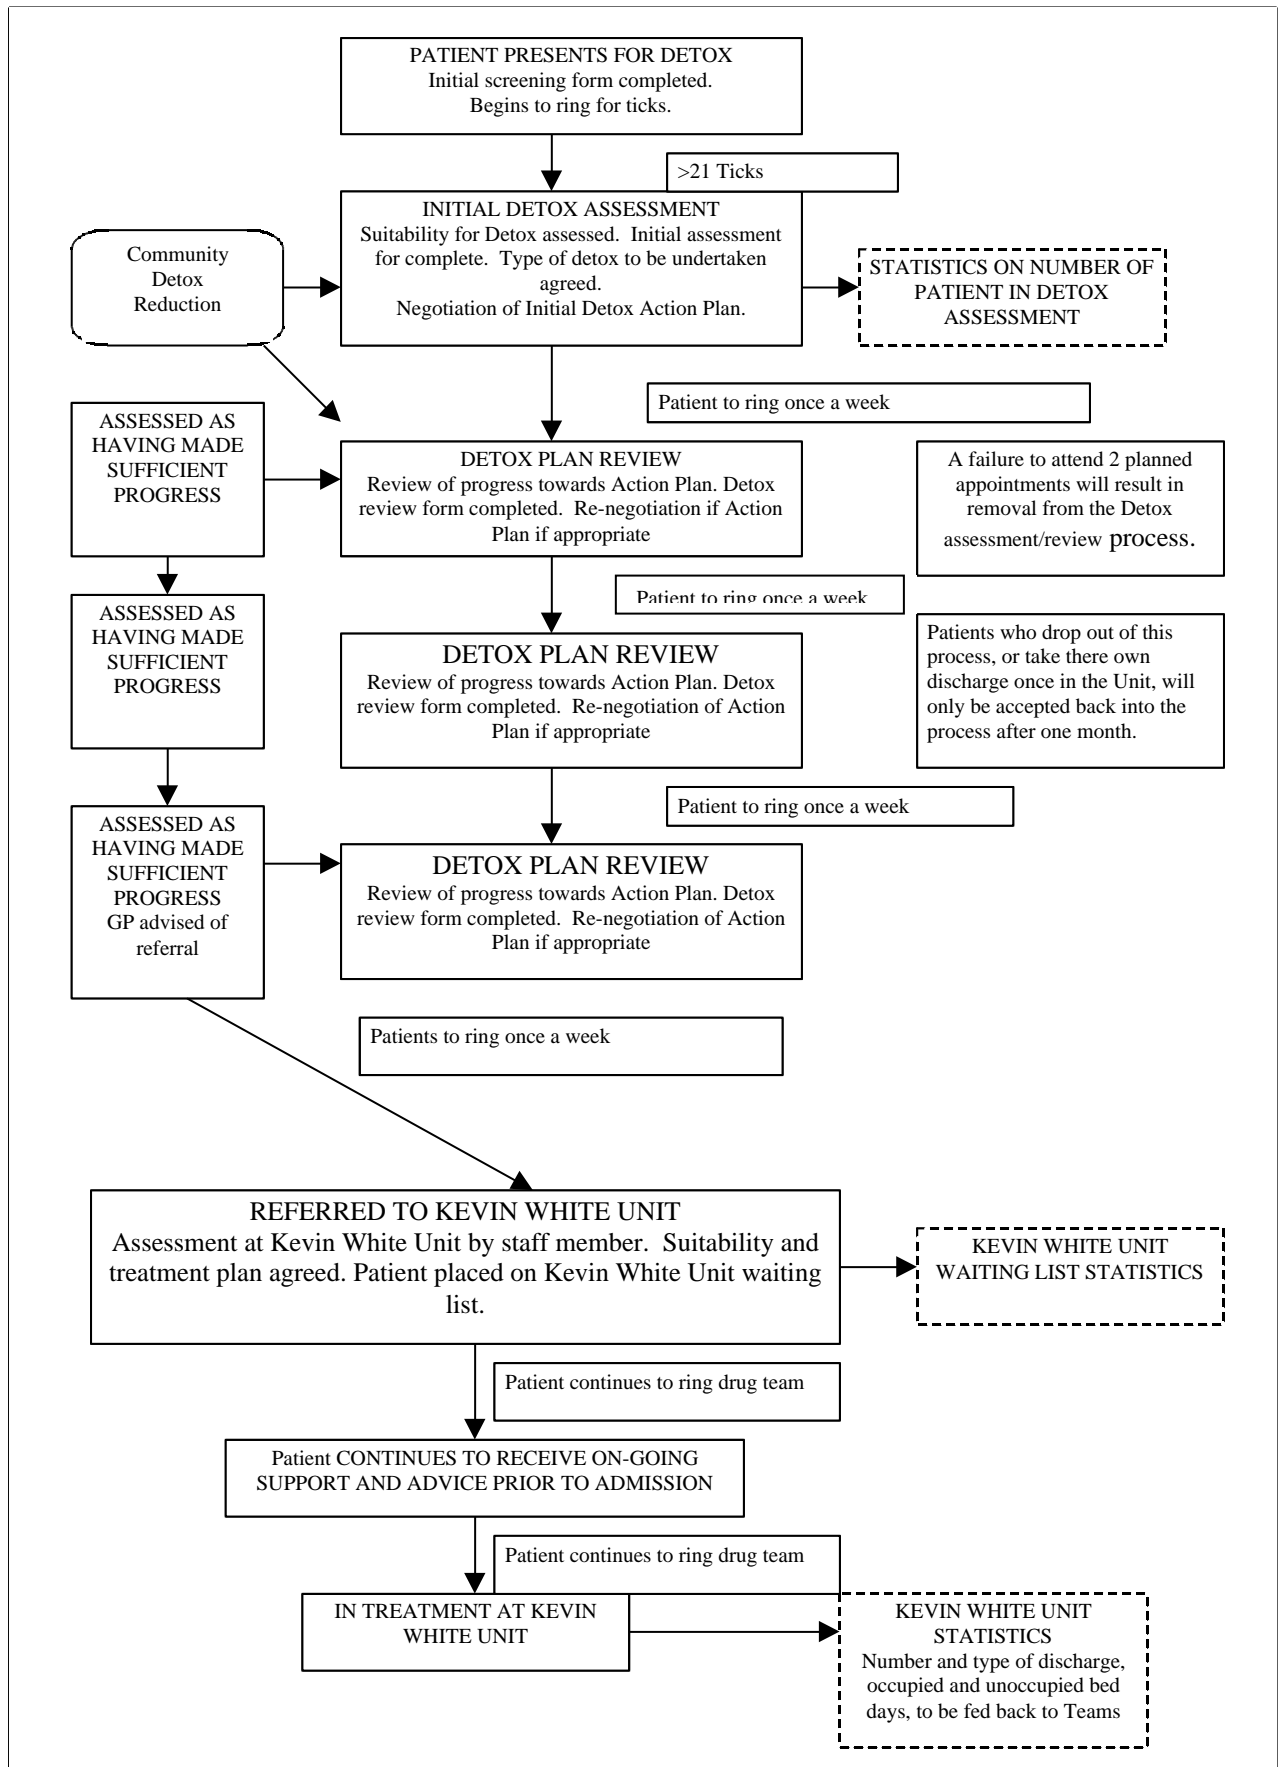 PATIENT PRESENTS FOR DETOX
Initial screening form completed.
Begins to ring for ticks.
>21 Ticks
INITIAL DETOX ASSESSMENT
Suitability for Detox assessed.  Initial assessment
for complete.  Type of detox to be undertaken
agreed.
Negotiation of Initial Detox Action Plan.
Community
Detox
Reduction
STATISTICS ON NUMBER OF
PATIENT IN DETOX
ASSESSMENT
Patient to ring once a week
ASSESSED AS
HAVING MADE
SUFFICIENT
PROGRESS
DETOX PLAN REVIEW
Review of progress towards Action Plan. Detox
review form completed.  Re-negotiation if Action
Plan if appropriate
A failure to attend 2 planned
appointments will result in
removal from the Detox
assessment/review process.
Patient to ring once a week
ASSESSED AS
HAVING MADE
SUFFICIENT
PROGRESS
DETOX PLAN REVIEW
Review of progress towards Action Plan. Detox
review form completed.  Re-negotiation of Action
Plan if appropriate
Patients who drop out of this
process, or take there own
discharge once in the Unit, will
only be accepted back into the
process after one month.
Patient to ring once a week
ASSESSED AS
HAVING MADE
SUFFICIENT
PROGRESS
GP advised of
referral
DETOX PLAN REVIEW
Review of progress towards Action Plan. Detox
review form completed.  Re-negotiation of Action
Plan if appropriate
Patients to ring once a week
REFERRED TO KEVIN WHITE UNIT
Assessment at Kevin White Unit by staff member.  Suitability and
treatment plan agreed. Patient placed on Kevin White Unit waiting
list.
KEVIN WHITE UNIT
WAITING LIST STATISTICS
Patient continues to ring drug team
Patient CONTINUES TO RECEIVE ON-GOING
SUPPORT AND ADVICE PRIOR TO ADMISSION
Patient continues to ring drug team
IN TREATMENT AT KEVIN
WHITE UNIT
KEVIN WHITE UNIT
STATISTICS
Number and type of discharge,
occupied and unoccupied bed
days, to be fed back to Teams